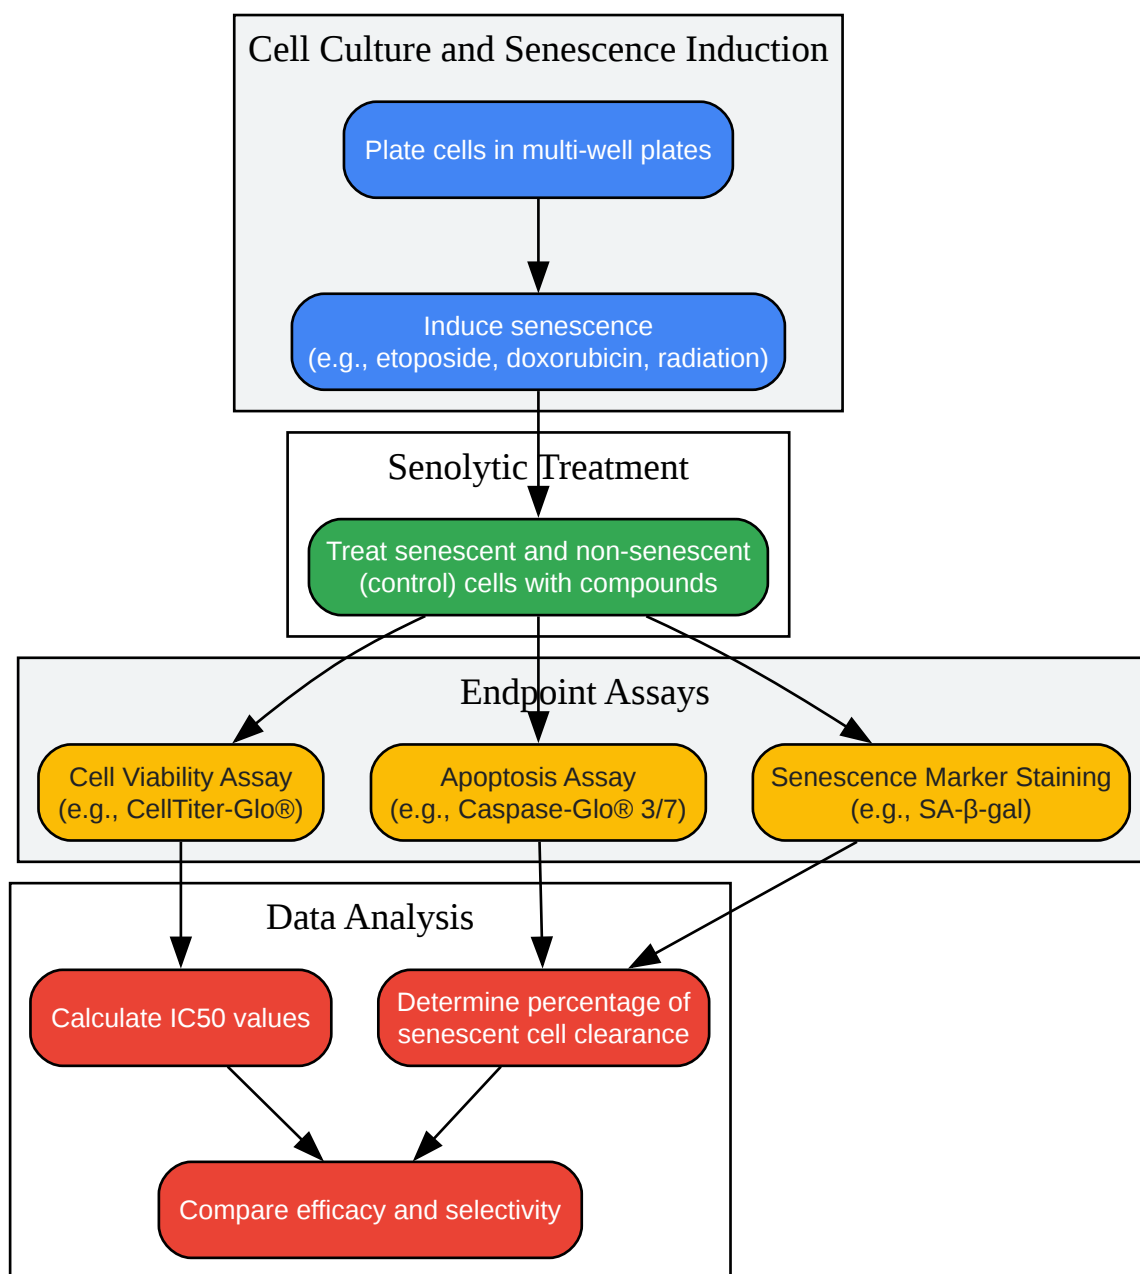 Cell Culture and Senescence Induction
Plate cells in multi-well plates
Induce senescence
(e.g., etoposide, doxorubicin, radiation)
Senolytic Treatment
Treat senescent and non-senescent
(control) cells with compounds
Endpoint Assays
Cell Viability Assay
(e.g., CellTiter-Glo®)
Apoptosis Assay
(e.g., Caspase-Glo® 3/7)
Senescence Marker Staining
(e.g., SA-β-gal)
Data Analysis
Calculate IC50 values
Determine percentage of
senescent cell clearance
Compare efficacy and selectivity